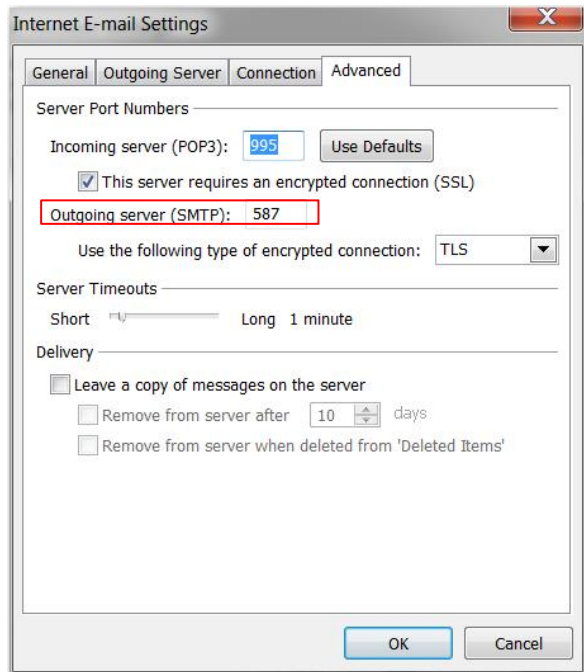 Internet E-mail Settings
X
General Outgoing Server Connection Advanced
Server Port Numbers
Incoming server (POP3): 995 Use Defaults
This server requires an encrypted connection (SSL)
Outgoing server (SMTP): 587
Use the following type of encrypted connection: TLS
Server Timeouts
Short Long 1 minute
Delivery
Leave a copy of messages on the server
Remove from server after 10 days
Remove from server when deleted from 'Deleted Items'
OK Cancel